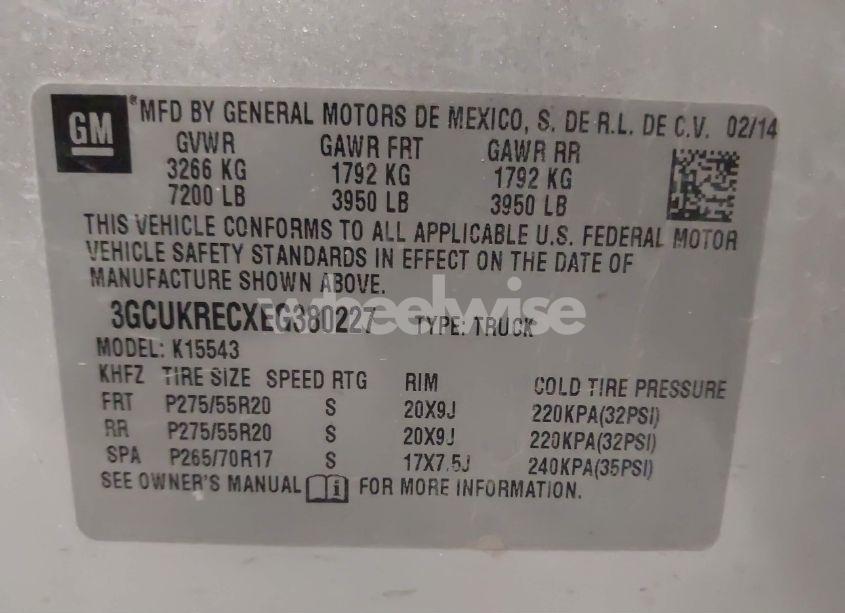 GM
®MFD BY GENERAL MOTORS DE MEXICO, S. DE R.L. DE C.V. 02/14
GVWR GAWR FRT GAWR RR
3266 KG 1792 KG 1792 KG
7200 LB 3950 LB 3950 LB
THIS VEHICLE CONFORMS TO ALL APPLICABLE U.S. FEDERAL MOTOR
VEHICLE SAFETY STANDARDS IN EFFECT ON THE DATE OF
MANUFACTURE SHOWN ABOVE.
3GCUKRECXEG380227 TYPE: TRUCK
wheelwise
MODEL: K15543
KHFZ TIRE SIZE SPEED RTG RIM COLD TIRE PRESSURE
FRT P275/55R20 S 20X9J 220KPA(32PSI)
RR P275/55R20 S 20X9J 220KPA(32PSI)
SPA P265/70R17 S 17X7.5J 240KPA(35PSI)
SEE OWNER'S MANUAL i FOR MORE INFORMATION.